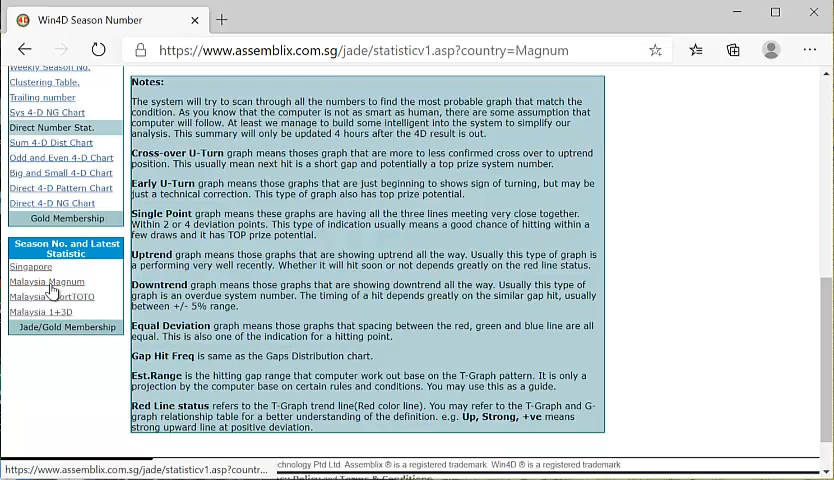 Win4D Season Number
https://www.assemblix.com.sg/jade/statisticv1.asp?country=Magnum
Weekly Season No.
Clustering Table.
Trailing number
Sys 4-D NG Chart
Direct Number Stat.
Sum 4-D Dist Chart
Odd and Even 4-D Chart
Big and Small 4-D Chart
Direct 4-D Pattern Chart
Direct 4-D NG Chart
Gold Membership
Season No. and Latest
Statistic
Singapore
Malaysia Magnum
Malaysia SportTOTO
Malaysia 1+3D
Jade/Gold Membership
Notes:
The system will try to scan through all the numbers to find the most probable graph that match the
condition. As you know that the computer is not as smart as human, there are some assumption that
computer will follow. At least we manage to build some intelligent into the system to simplify our
analysis. This summary will only be updated 4 hours after the 4D result is out.
Cross-over U-Turn graph means thoses graph that are more to less confirmed cross over to uptrend
position. This usually mean next hit is a short gap and potentially a top prize system number.
Early U-Turn graph means those graphs that are just beginning to shows sign of turning, but may be
just a technical correction. This type of graph also has top prize potential.
Single Point graph means these graphs are having all the three lines meeting very close together.
Within 2 or 4 deviation points. This type of indication usually means a good chance of hitting within a
few draws and it has TOP prize potential.
Uptrend graph means those graphs that are showing uptrend all the way. Usually this type of graph is
a performing very well recently. Whether it will hit soon or not depends greatly on the red line status.
Downtrend graph means those graphs that are showing downtrend all the way. Usually this type of
graph is an overdue system number. The timing of a hit depends greatly on the similar gap hit, usually
between +/- 5% range.
Equal Deviation graph means those graphs that spacing between the red, green and blue line are all
equal. This is also one of the indication for a hitting point.
Gap Hit Freq is same as the Gaps Distribution chart.
Est.Range is the hitting gap range that computer work out base on the T-Graph pattern. It is only a
projection by the computer base on certain rules and conditions. You may use this as a guide.
Red Line status refers to the T-Graph trend line(Red color line). You may refer to the T-Graph and G-
graph relationship table for a better understanding of the definition. e.g. Up, Strong, +ve means
strong upward line at positive deviation.
chnology Pte Ltd. Assemblix ® is a registered trademark. Win4D ® is a registered trademark
https://www.assemblix.com.sg/jade/statisticv1.asp?count...
cy Policy and Terms & Conditions